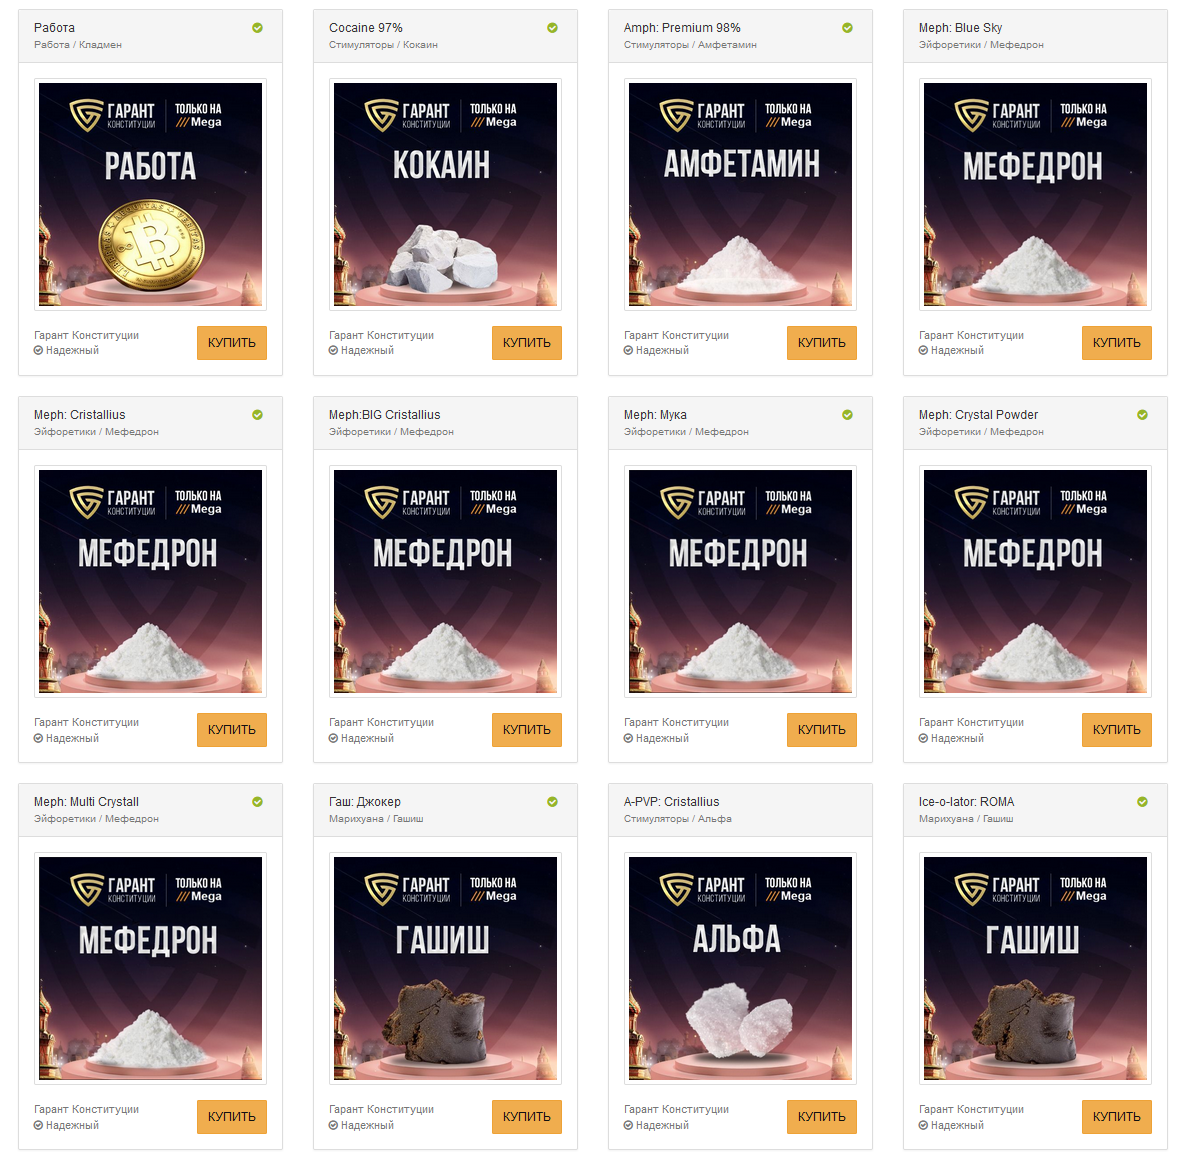 Работа
Работа / Кладмен
ГАРАНТ
КОНСТИТУЦИИ
ТОЛЬКО НА
Mega
РАБОТА
Гарант Конституции
Надежный
КУПИТЬ
Cocaine 97%
Стимуляторы / Кокаин
ГАРАНТ
КОНСТИТУЦИИ
ТОЛЬКО НА
Mega
КОКАИН
Гарант Конституции
Надежный
КУПИТЬ
Amph: Premium 98%
Стимуляторы / Амфетамин
ГАРАНТ
КОНСТИТУЦИИ
ТОЛЬКО НА
Mega
АМФЕТАМИН
Гарант Конституции
Надежный
КУПИТЬ
Meph: Blue Sky
Эйфоретики / Мефедрон
ГАРАНТ
КОНСТИТУЦИИ
ТОЛЬКО НА
Mega
МЕФЕДРОН
Гарант Конституции
Надежный
КУПИТЬ
Meph: Cristallius
Эйфоретики / Мефедрон
ГАРАНТ
КОНСТИТУЦИИ
ТОЛЬКО НА
Mega
МЕФЕДРОН
Гарант Конституции
Надежный
КУПИТЬ
Meph:BIG Cristallius
Эйфоретики / Мефедрон
ГАРАНТ
КОНСТИТУЦИИ
ТОЛЬКО НА
Mega
МЕФЕДРОН
Гарант Конституции
Надежный
КУПИТЬ
Meph: Мука
Эйфоретики / Мефедрон
ГАРАНТ
КОНСТИТУЦИИ
ТОЛЬКО НА
Mega
МЕФЕДРОН
Гарант Конституции
Надежный
КУПИТЬ
Meph: Crystal Powder
Эйфоретики / Мефедрон
ГАРАНТ
КОНСТИТУЦИИ
ТОЛЬКО НА
Mega
МЕФЕДРОН
Гарант Конституции
Надежный
КУПИТЬ
Meph: Multi Crystall
Эйфоретики / Мефедрон
ГАРАНТ
КОНСТИТУЦИИ
ТОЛЬКО НА
Mega
МЕФЕДРОН
Гарант Конституции
Надежный
КУПИТЬ
Гаш: Джокер
Марихуана / Гашиш
ГАРАНТ
КОНСТИТУЦИИ
ТОЛЬКО НА
Mega
ГАШИШ
Гарант Конституции
Надежный
КУПИТЬ
A-PVP: Cristallius
Стимуляторы / Альфа
ГАРАНТ
КОНСТИТУЦИИ
ТОЛЬКО НА
Mega
АЛЬФА
Гарант Конституции
Надежный
КУПИТЬ
Ice-o-lator: ROMA
Марихуана / Гашиш
ГАРАНТ
КОНСТИТУЦИИ
ТОЛЬКО НА
Mega
ГАШИШ
Гарант Конституции
Надежный
КУПИТЬ